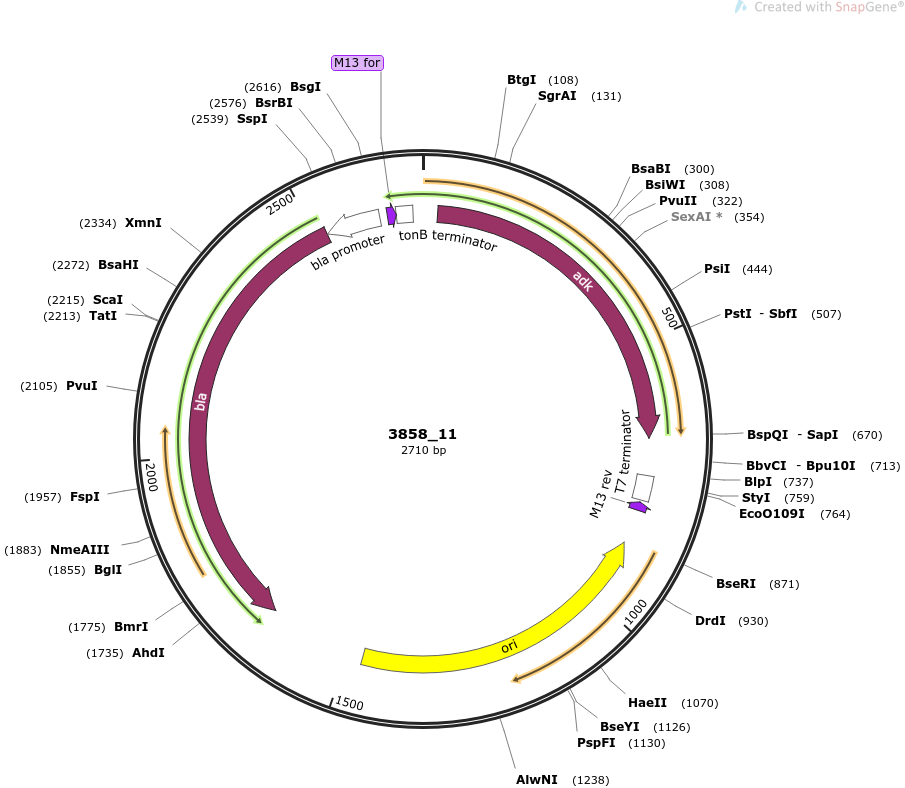 Created with SnapGene®
M13 for
(2616) BsgI
(2576) BsrBI
(2539) SspI
BtgI (108)
SgrAI (131)
BsaBI (300)
BsiWI (308)
PvuII (322)
SexAI * (354)
PsiI (444)
PstI - SbfI (507)
BspQI - SapI (670)
BbvCI - Bpu10I (713)
BlpI (737)
StyI (759)
EcoO109I (764)
BseRI (871)
DrdI (930)
HaeII (1070)
BseYI (1126)
PspFI (1130)
AlwNI (1238)
(1735) AhdI
(1775) BmrI
(1855) BglI
(1883) NmeAIII
(1957) FspI
(2105) PvuI
(2213) TatI
(2215) ScaI
(2272) BsaHI
(2334) XmnI
2500
500
1000
1500
2000
bla promoter
tonB terminator
adk
T7 terminator
M13 rev
ori
bla
3858_11
2710 bp